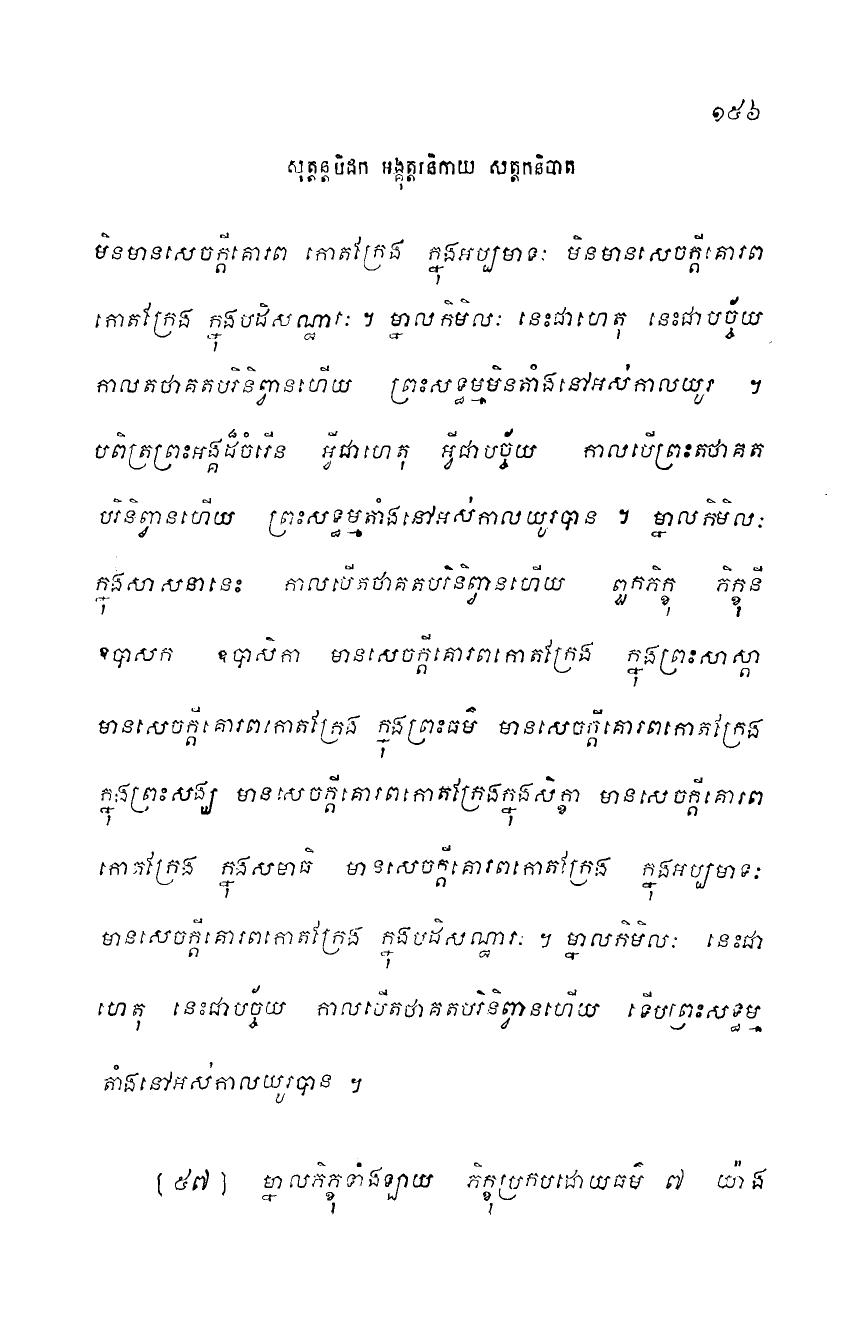 ១៥៦
សុត្តន្តបិដក អង្គុត្តរនិកាយ សត្តកនិបាត
មិនមានសេចក្តីគោរព កោតក្រែង ក្នុងអប្បមាទៈ មិនមានសេចក្តីគោរព
កោតក្រែង ក្នុងបដិសណ្ឋារៈ ។ ម្នាលកិមិលៈ នេះជាហេតុ នេះជាបច្ច័យ
កាលតថាគតបរិនិព្វានហើយ ព្រះសទ្ធម្មមិនតាំងនៅអស់កាលយូរ ។
បពិត្រព្រះអង្គដ៏ចំរើន អ្វីជាហេតុ អ្វីជាបច្ច័យ កាលបើព្រះតថាគត
បរិនិព្វានហើយ ព្រះសទ្ធម្មតាំងនៅអស់កាលយូរបាន ។ ម្នាលកិមិលៈ
ក្នុងសាសនានេះ កាលបើតថាគតបរិនិព្វានហើយ ពួកភិក្ខុ ភិក្ខុនី
ឧបាសក ឧបាសិកា មានសេចក្តីគោរពកោតក្រែង ក្នុងព្រះសាស្តា
មានសេចក្តីគោរពកោតក្រែង ក្នុងព្រះធម៌ មានសេចក្តីគោរពកោតក្រែង
ក្នុងព្រះសង្ឃ មានសេចក្តីគោរពកោតក្រែងក្នុងសិក្ខា មានសេចក្តីគោរព
កោតក្រែង ក្នុងសមាធិ មានសេចក្តីគោរពកោតក្រែង ក្នុងអប្បមាទៈ
មានសេចក្តីគោរពកោតក្រែង ក្នុងបដិសណ្ឋារៈ ។ ម្នាលកិមិលៈ នេះជា
ហេតុ នេះជាបច្ច័យ កាលបើតថាគតបរិនិព្វានហើយ ទើបព្រះសទ្ធម្ម
តាំងនៅអស់កាលយូរបាន ។
[៥៧] ម្នាលភិក្ខុទាំងឡាយ ភិក្ខុប្រកបដោយធម៌ ៧ យ៉ាង